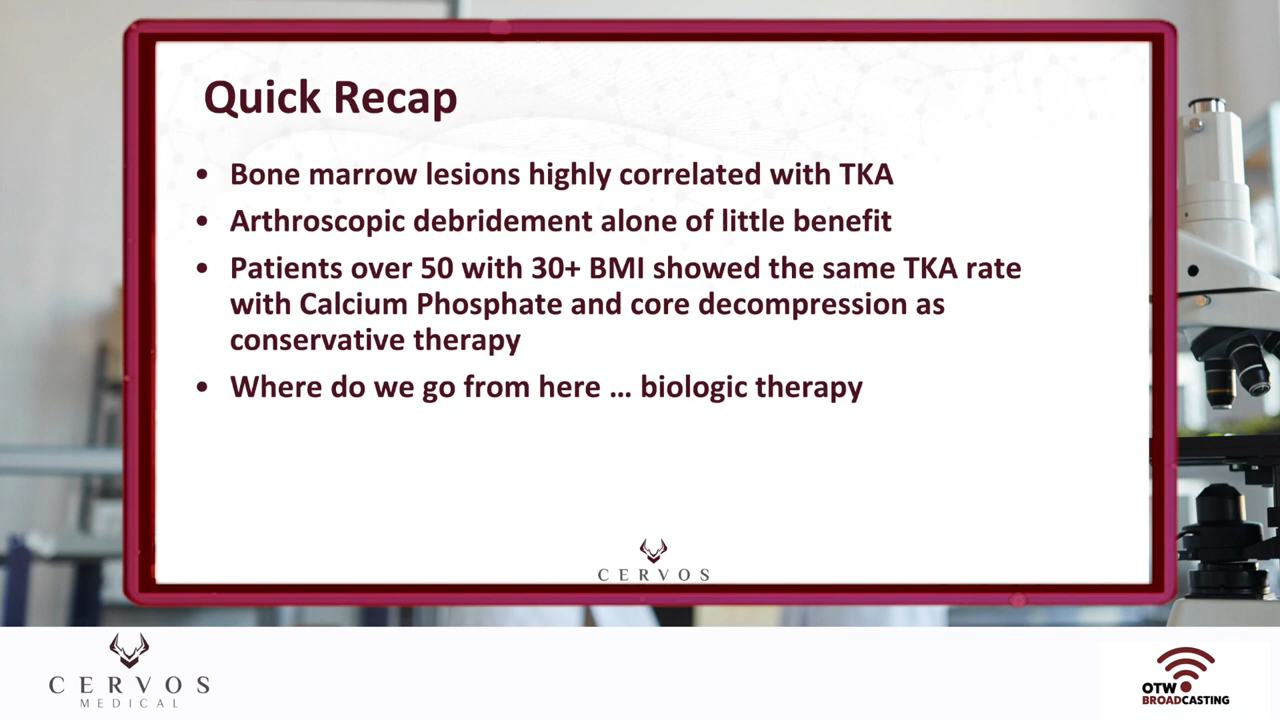 Quick Recap
• Bone marrow lesions highly correlated with TKA
• Arthroscopic debridement alone of little benefit
• Patients over 50 with 30+ BMI showed the same TKA rate
with Calcium Phosphate and core decompression as
conservative therapy
• Where do we go from here ... biologic therapy
CERVOS
CERVOS
MEDICAL
OTW
BROADCASTING